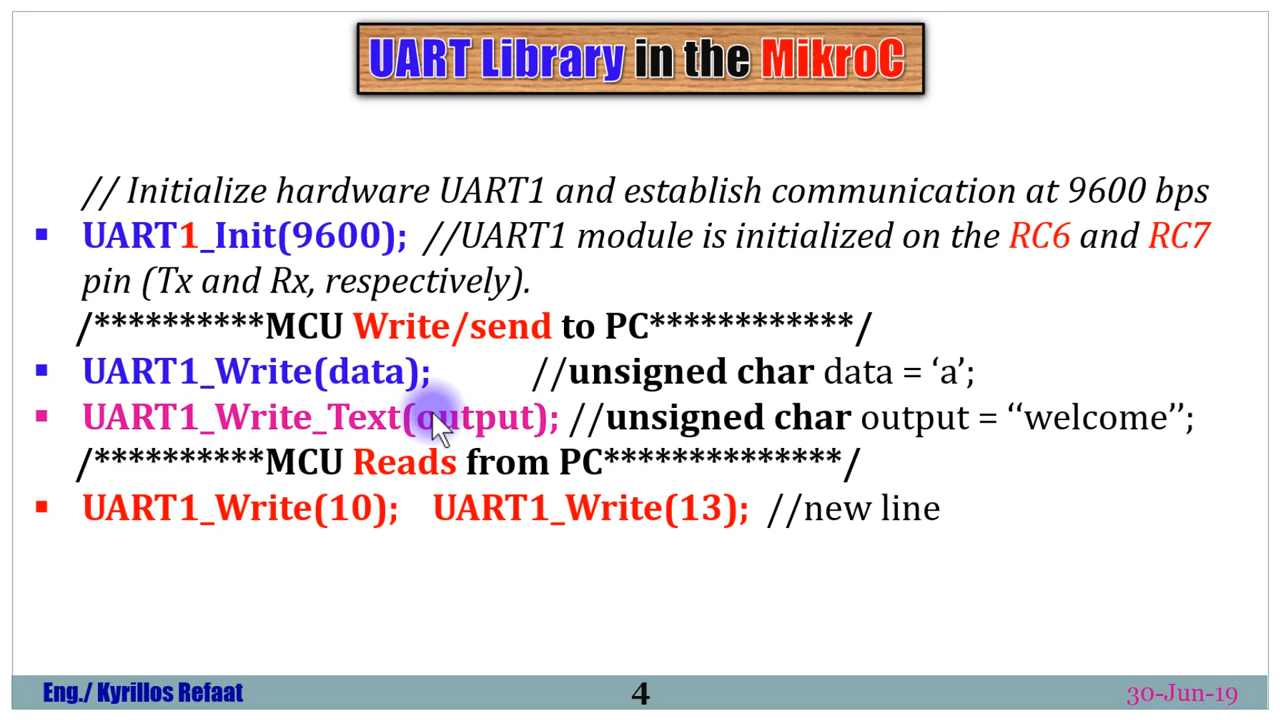 UART Library in the MikroC
// Initialize hardware UART1 and establish communication at 9600 bps
▪ UART1_Init(9600); //UART1 module is initialized on the RC6 and RC7
pin (Tx and Rx, respectively).
/**********MCU Write/send to PC************/
▪ UART1_Write(data); //unsigned char data = ‘a’;
▪ UART1_Write_Text(output); //unsigned char output = ‘‘welcome’’;
/**********MCU Reads from PC**************/
▪ UART1_Write(10); UART1_Write(13); //new line
Eng./ Kyrillos Refaat 4 30-Jun-19